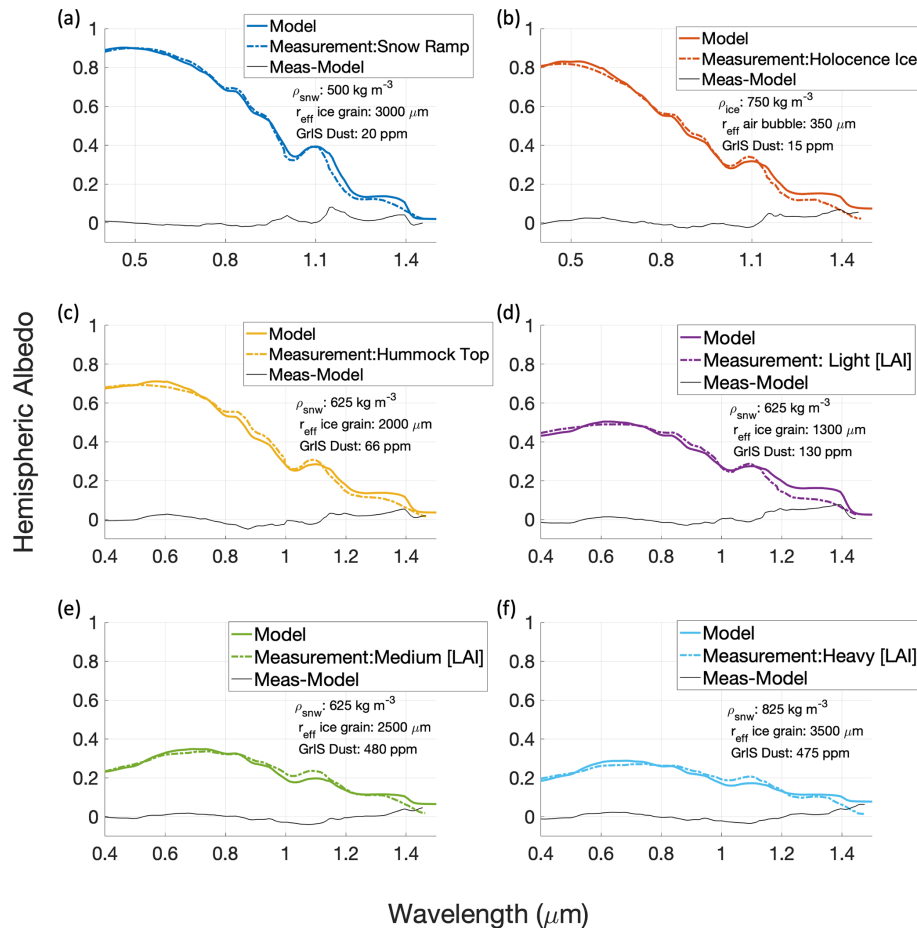 (a)
Model
Measurement:Snow Ramp
Meas-Model
ρsnw: 500 kg m-3
reff ice grain: 3000 μm
GrIS Dust: 20 ppm
1
0.8
0.6
0.4
0.2
0
0.5 0.8 1.1 1.4
(b)
Model
Measurement:Holocence Ice
Meas-Model
ρice: 750 kg m-3
reff air bubble: 350 μm
GrIS Dust: 15 ppm
1
0.8
0.6
0.4
0.2
0
0.5 0.8 1.1 1.4
(c)
Model
Measurement:Hummock Top
Meas-Model
ρsnw: 625 kg m-3
reff ice grain: 2000 μm
GrIS Dust: 66 ppm
1
0.8
0.6
0.4
0.2
0
0.4 0.6 0.8 1 1.2 1.4
(d)
Model
Measurement: Light [LAI]
Meas-Model
ρsnw: 625 kg m-3
reff ice grain: 1300 μm
GrIS Dust: 130 ppm
1
0.8
0.6
0.4
0.2
0
0.4 0.6 0.8 1 1.2 1.4
(e)
Model
Measurement:Medium [LAI]
Meas-Model
ρsnw: 625 kg m-3
reff ice grain: 2500 μm
GrIS Dust: 480 ppm
1
0.8
0.6
0.4
0.2
0
0.4 0.6 0.8 1 1.2 1.4
(f)
Model
Measurement:Heavy [LAI]
Meas-Model
ρsnw: 825 kg m-3
reff ice grain: 3500 μm
GrIS Dust: 475 ppm
1
0.8
0.6
0.4
0.2
0
0.4 0.6 0.8 1 1.2 1.4
Hemispheric Albedo
Wavelength (μm)